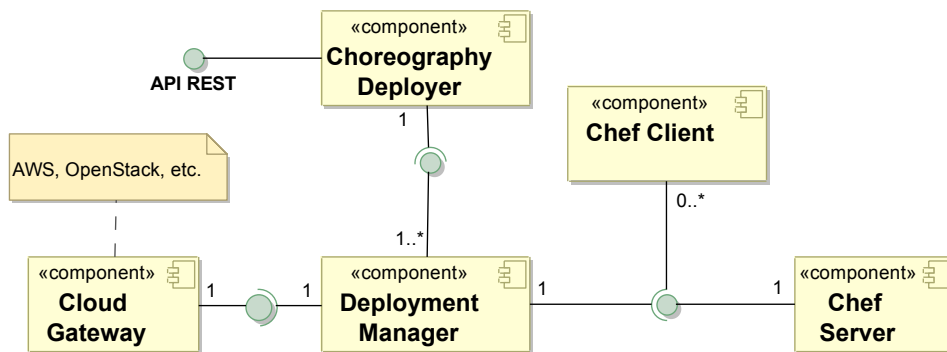 «component»
Choreography
Deployer
API REST
1
«component»
Chef Client
AWS, OpenStack, etc.
0..*
1..*
«component»
Cloud
Gateway
1
1
«component»
Deployment
Manager
1
1
«component»
Chef
Server